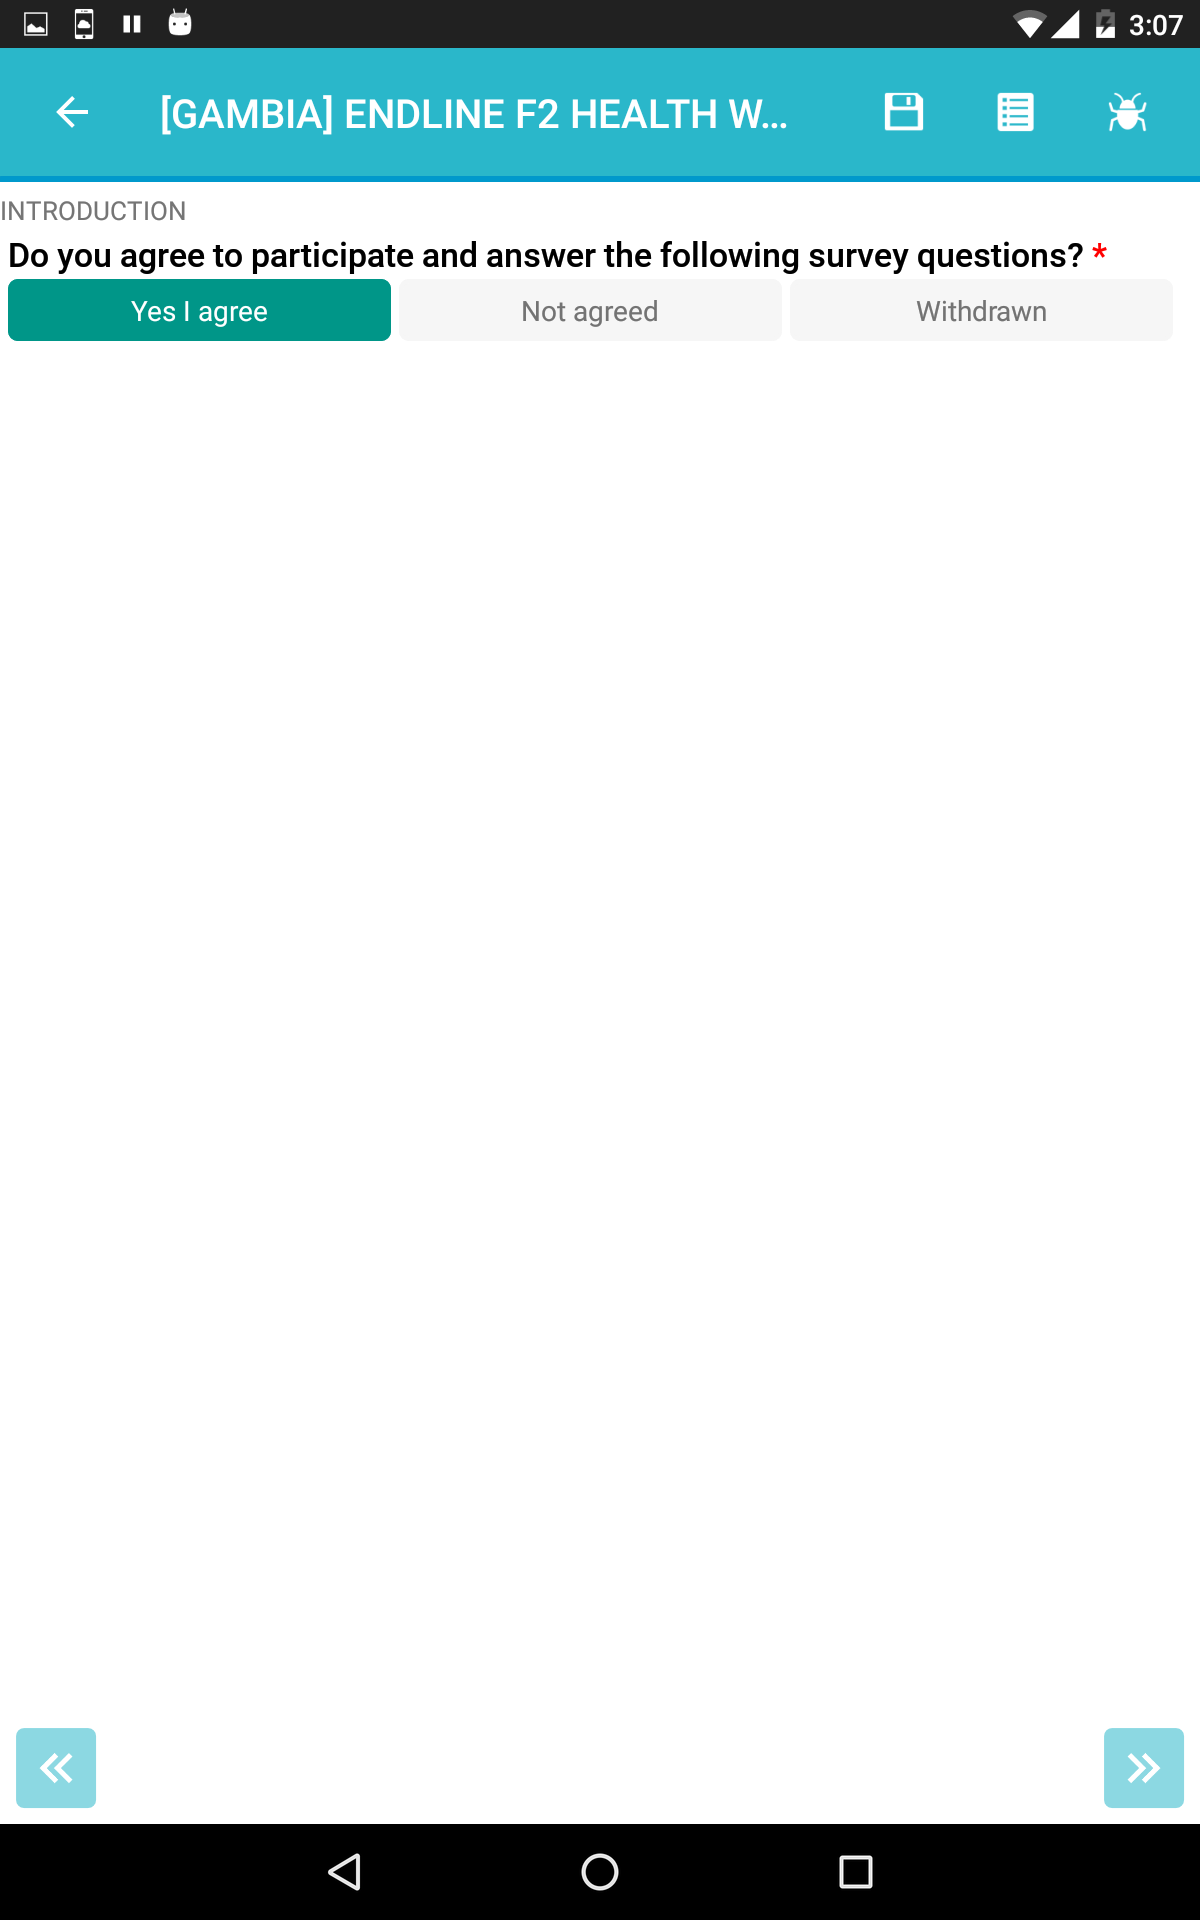 3:07
[GAMBIA] ENDLINE F2 HEALTH W...
INTRODUCTION
Do you agree to participate and answer the following survey questions? *
Yes I agree
Not agreed
Withdrawn